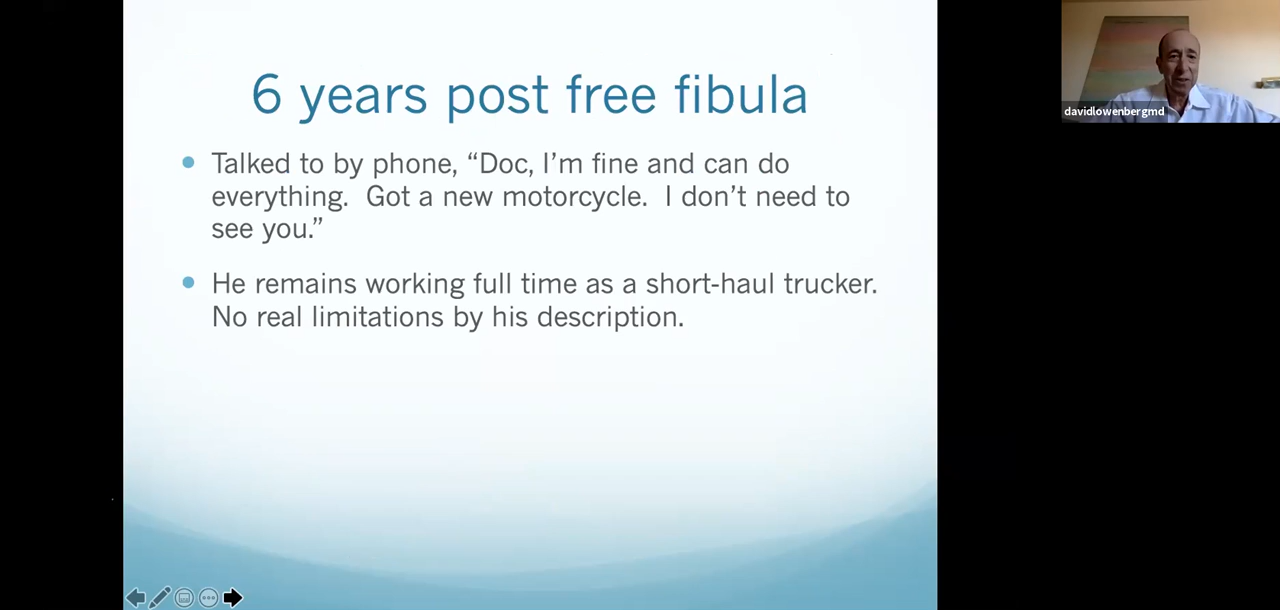 6 years post free fibula
Talked to by phone, “Doc, I’m fine and can do
everything.  Got a new motorcycle.  I don’t need to
see you.”
He remains working full time as a short-haul trucker.
No real limitations by his description.
davidlowenbergmd